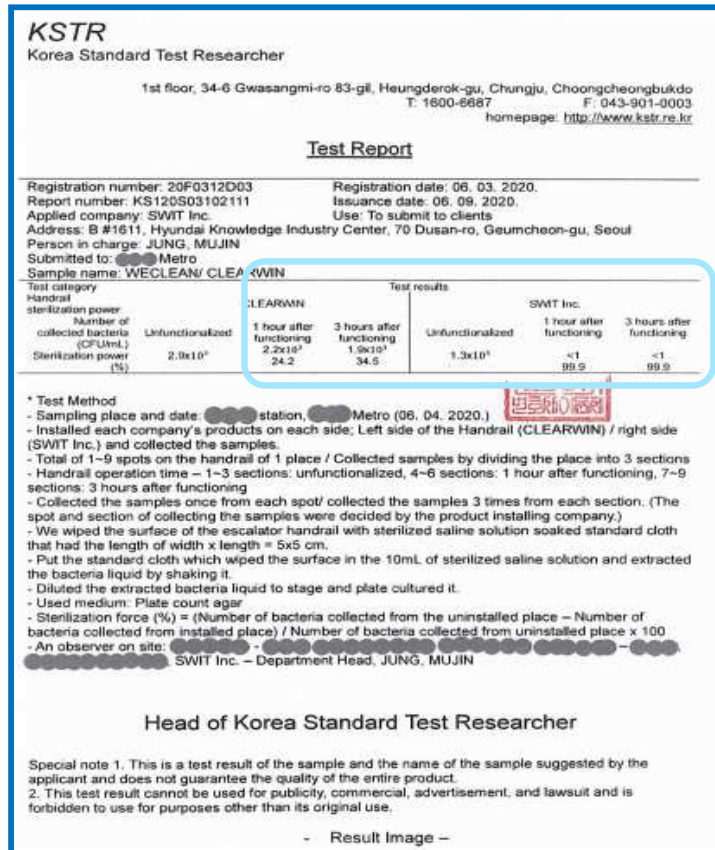 KSTR
Korea Standard Test Researcher
1st floor, 34-6 Gwasangmi-ro 83-gil, Heungderok-gu, Chungju, Choongcheongbukdo
T: 1600-6687 F: 043-901-0003
homepage: http://www.kstr.re.kr
Test Report
Registration number: 20F0312D03 Registration date: 06. 03. 2020.
Report number: KS120S03102111 Issuance date: 06. 09. 2020.
Applied company: SWIT Inc. Use: To submit to clients
Address: B #1611, Hyundai Knowledge Industry Center, 70 Dusan-ro, Geumcheon-gu, Seoul
Person in charge: JUNG, MUJIN
Submitted to: Metro
Sample name: WECLEAN/ CLEARWIN
Test category Test results
Handrail sterilization power CLEARWIN SWIT Inc.
Number of collected bacteria (CFU/mL) Unfunctionalized 1 hour after functioning 3 hours after functioning Unfunctionalized 1 hour after functioning 3 hours after functioning
2.9x10³ 2.2x10³ 1.9x10³ 1.3x10³ <1 <1
Sterilization power (%) 24.2 34.5 99.9 99.9
* Test Method
- Sampling place and date: station, Metro (06. 04. 2020.)
- Installed each company's products on each side; Left side of the Handrail (CLEARWIN) / right side
(SWIT Inc.) and collected the samples.
- Total of 1~9 spots on the handrail of 1 place / Collected samples by dividing the place into 3 sections
- Handrail operation time – 1~3 sections: unfunctionalized, 4~6 sections: 1 hour after functioning, 7~9
sections: 3 hours after functioning
- Collected the samples once from each spot/ collected the samples 3 times from each section. (The
spot and section of collecting the samples were decided by the product installing company.)
- We wiped the surface of the escalator handrail with sterilized saline solution soaked standard cloth
that had the length of width x length = 5x5 cm.
- Put the standard cloth which wiped the surface in the 10mL of sterilized saline solution and extracted
the bacteria liquid by shaking it.
- Diluted the extracted bacteria liquid to stage and plate cultured it.
- Used medium: Plate count agar
- Sterilization force (%) = (Number of bacteria collected from the uninstalled place – Number of
bacteria collected from installed place) / Number of bacteria collected from uninstalled place x 100
- An observer on site: - –
, SWIT Inc. – Department Head, JUNG, MUJIN
Head of Korea Standard Test Researcher
Special note 1. This is a test result of the sample and the name of the sample suggested by the
applicant and does not guarantee the quality of the entire product.
2. This test result cannot be used for publicity, commercial, advertisement, and lawsuit and is
forbidden to use for purposes other than its original use.
- Result Image –